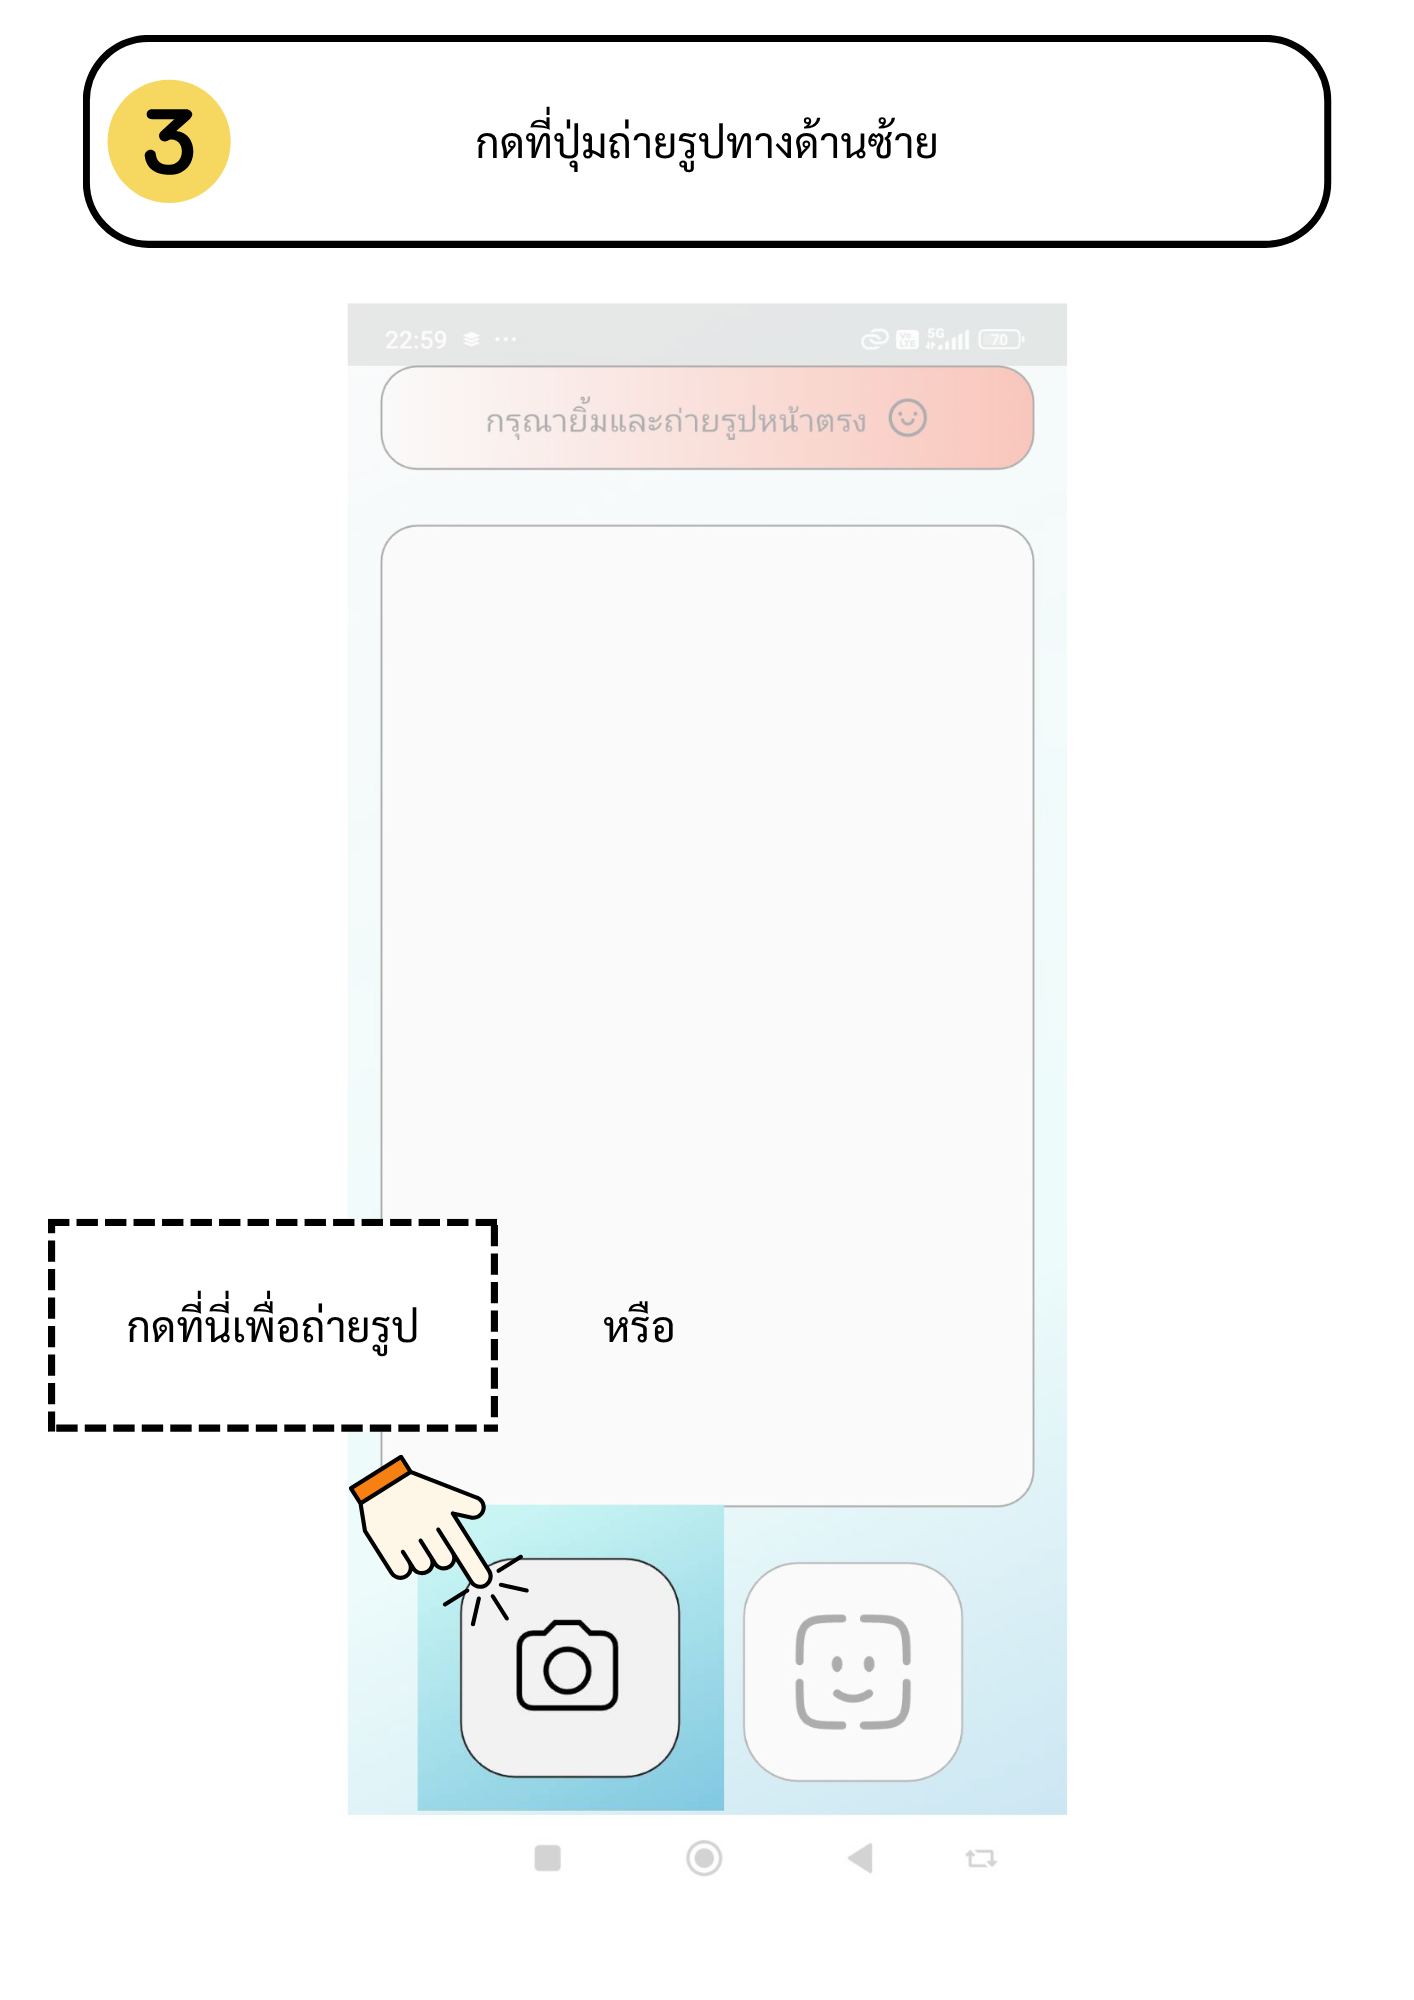 3
กดที่ปุ่มถ่ายรูปทางด้านซ้าย
22:59 5G 70
กรุณายิ้มและถ่ายรูปหน้าตรง
กดที่นี่เพื่อถ่ายรูป
หรือ